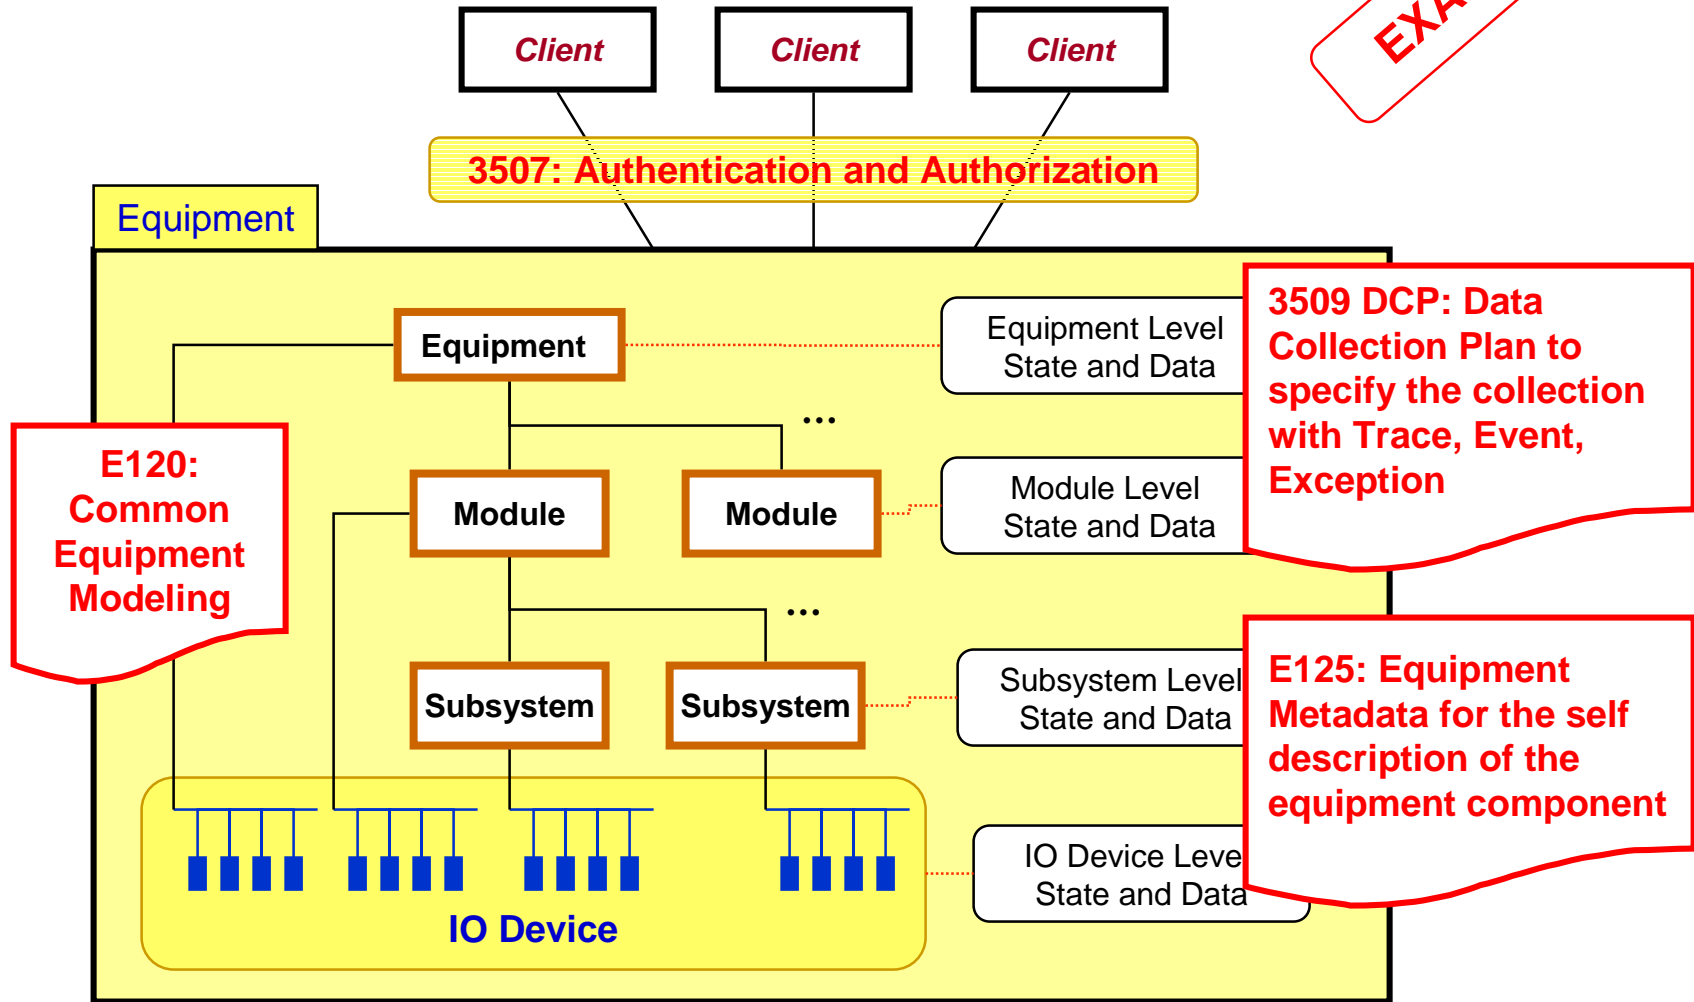 Client
Client
Client
3507: Authentication and Authorization
Equipment
Equipment
Equipment Level
State and Data
3509 DCP: Data
Collection Plan to
specify the collection
with Trace, Event,
Exception
...
E120:
Common
Equipment
Modeling
Module
Module
Module Level
State and Data
...
Subsystem
Subsystem
Subsystem Level
State and Data
E125: Equipment
Metadata for the self
description of the
equipment component
IO Device Leve
State and Data
IO Device